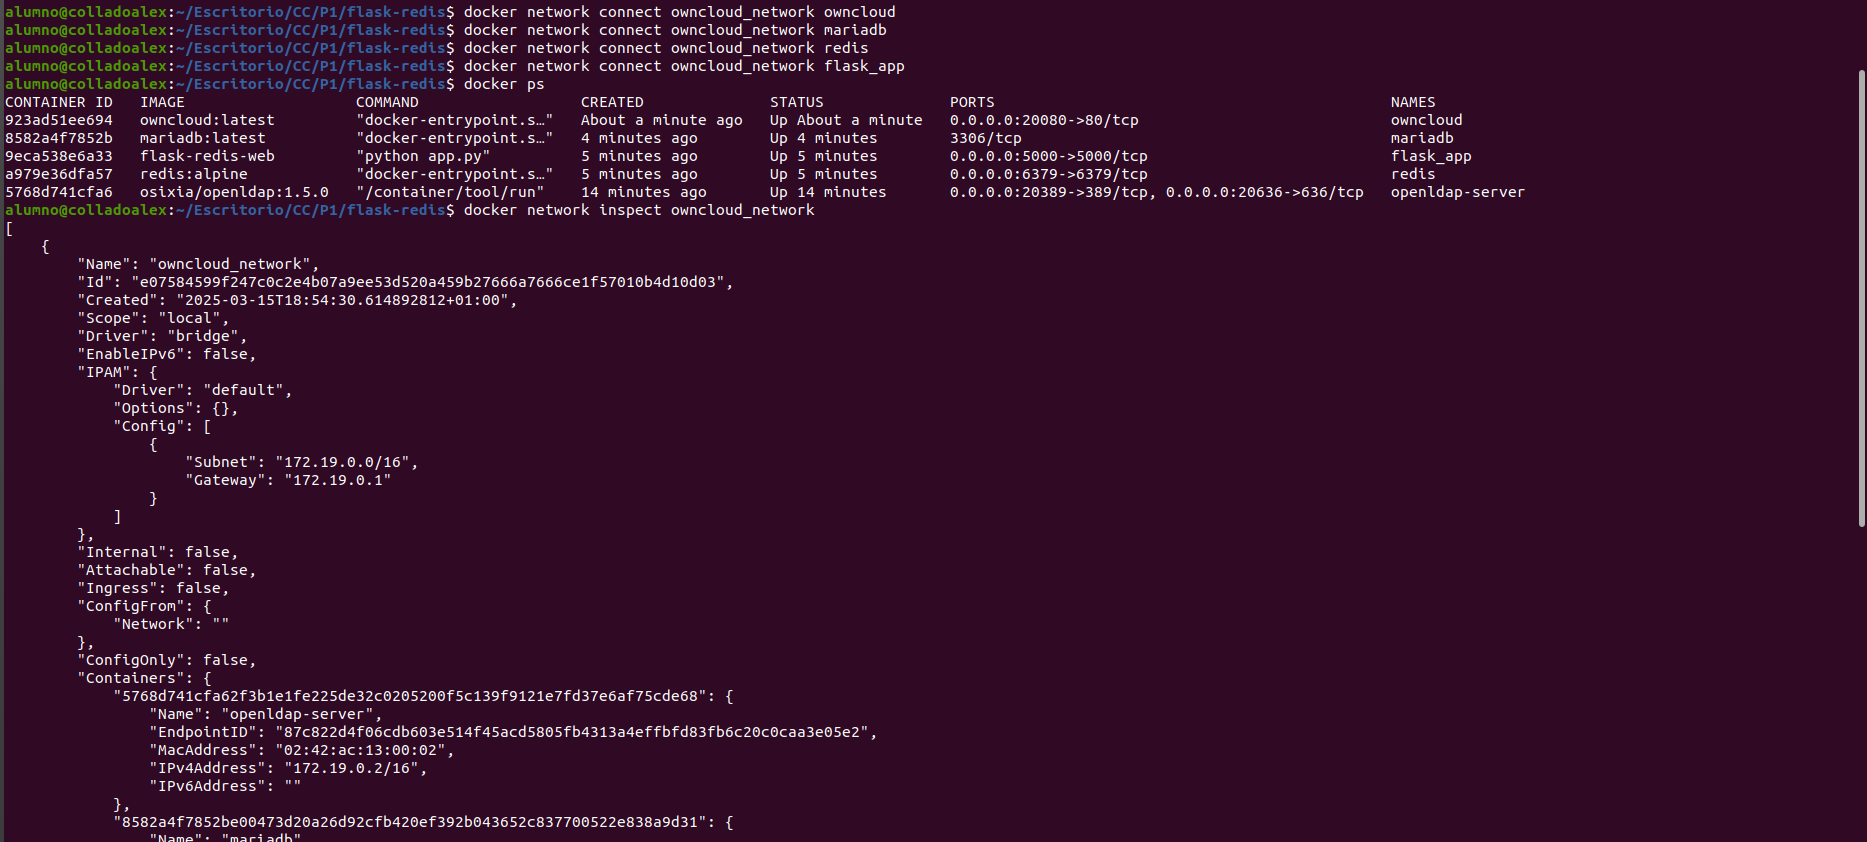 alumno@colladoalex:~/Escritorio/CC/P1/flask-redis$ docker network connect owncloud_network owncloud
alumno@colladoalex:~/Escritorio/CC/P1/flask-redis$ docker network connect owncloud_network mariadb
alumno@colladoalex:~/Escritorio/CC/P1/flask-redis$ docker network connect owncloud_network redis
alumno@colladoalex:~/Escritorio/CC/P1/flask-redis$ docker network connect owncloud_network flask_app
alumno@colladoalex:~/Escritorio/CC/P1/flask-redis$ docker ps
CONTAINER ID   IMAGE                   COMMAND                  CREATED              STATUS              PORTS                                            NAMES
923ad51ee694   owncloud:latest         "docker-entrypoint.s…"   About a minute ago   Up About a minute   0.0.0.0:20080->80/tcp                            owncloud
8582a4f7852b   mariadb:latest          "docker-entrypoint.s…"   4 minutes ago        Up 4 minutes        3306/tcp                                         mariadb
9eca538e6a33   flask-redis-web         "python app.py"          5 minutes ago        Up 5 minutes        0.0.0.0:5000->5000/tcp                           flask_app
a979e36dfa57   redis:alpine            "docker-entrypoint.s…"   5 minutes ago        Up 5 minutes        0.0.0.0:6379->6379/tcp                           redis
5768d741cfa6   osixia/openldap:1.5.0   "/container/tool/run"    14 minutes ago       Up 14 minutes       0.0.0.0:20389->389/tcp, 0.0.0.0:20636->636/tcp   openldap-server
alumno@colladoalex:~/Escritorio/CC/P1/flask-redis$ docker network inspect owncloud_network
[
    {
        "Name": "owncloud_network",
        "Id": "e07584599f247c0c2e4b07a9ee53d520a459b27666a7666ce1f57010b4d10d03",
        "Created": "2025-03-15T18:54:30.614892812+01:00",
        "Scope": "local",
        "Driver": "bridge",
        "EnableIPv6": false,
        "IPAM": {
            "Driver": "default",
            "Options": {},
            "Config": [
                {
                    "Subnet": "172.19.0.0/16",
                    "Gateway": "172.19.0.1"
                }
            ]
        },
        "Internal": false,
        "Attachable": false,
        "Ingress": false,
        "ConfigFrom": {
            "Network": ""
        },
        "ConfigOnly": false,
        "Containers": {
            "5768d741cfa62f3b1e1fe225de32c0205200f5c139f9121e7fd37e6af75cde68": {
                "Name": "openldap-server",
                "EndpointID": "87c822d4f06cdb603e514f45acd5805fb4313a4effbfd83fb6c20c0caa3e05e2",
                "MacAddress": "02:42:ac:13:00:02",
                "IPv4Address": "172.19.0.2/16",
                "IPv6Address": ""
            },
            "8582a4f7852be00473d20a26d92cfb420ef392b043652c837700522e838a9d31": {
                "Name": "mariadb"